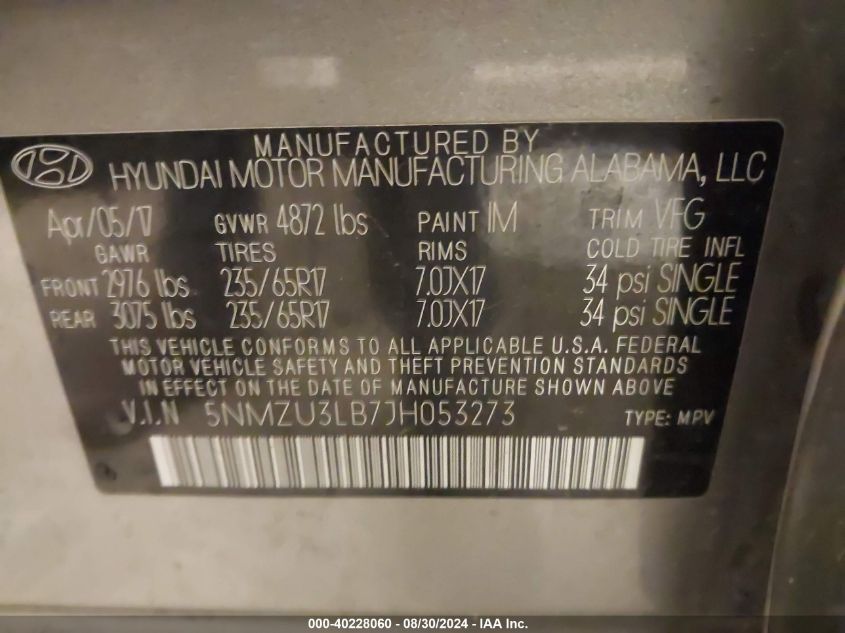 MANUFACTURED BY
HYUNDAI MOTOR MANUFACTURING ALABAMA, LLC
Apr/05/17 GVWR 4872 lbs PAINT IM TRIM VFG
GAWR TIRES RIMS COLD TIRE INFL
FRONT 2976 lbs 235/65R17 7.0JX17 34 psi SINGLE
REAR 3075 lbs 235/65R17 7.0JX17 34 psi SINGLE
THIS VEHICLE CONFORMS TO ALL APPLICABLE U.S.A. FEDERAL
MOTOR VEHICLE SAFETY AND THEFT PREVENTION STANDARDS
IN EFFECT ON THE DATE OF MANUFACTURE SHOWN ABOVE
V.I.N 5NMZU3LB7JH053273 TYPE: MPV
000-40228060 - 08/30/2024 - IAA Inc.